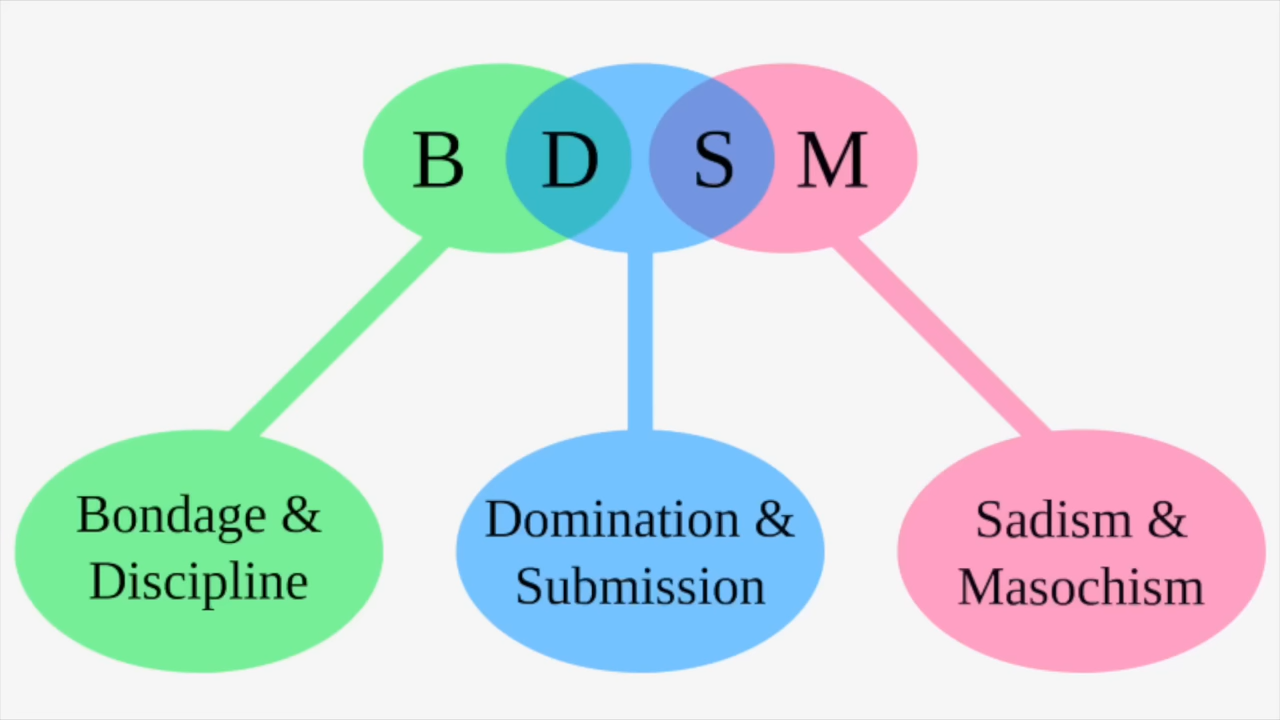 B D S M
Bondage &
Discipline
Domination &
Submission
Sadism &
Masochism